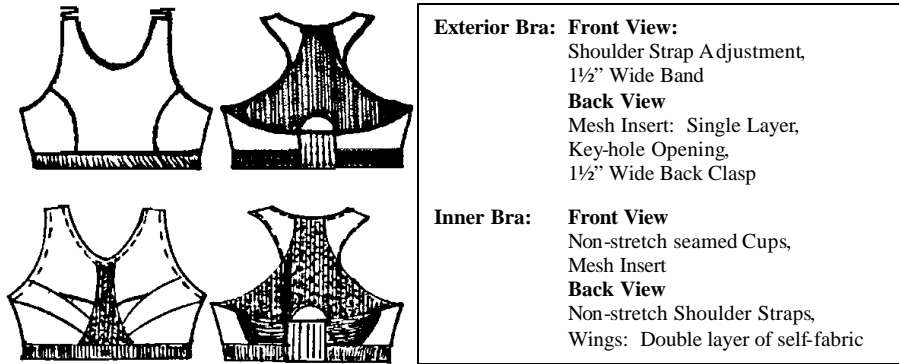 Exterior Bra: Front View:
Shoulder Strap Adjustment,
1½” Wide Band
Back View
Mesh Insert: Single Layer,
Key-hole Opening,
1½” Wide Back Clasp
Inner Bra: Front View
Non-stretch seamed Cups,
Mesh Insert
Back View
Non-stretch Shoulder Straps,
Wings: Double layer of self-fabric